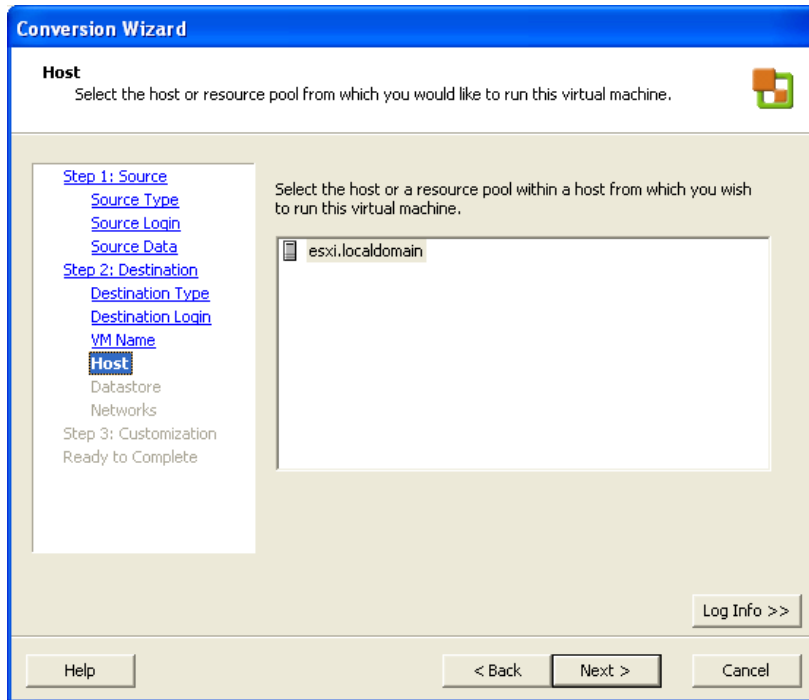 Conversion Wizard
Host
Select the host or resource pool from which you would like to run this virtual machine.
Step 1: Source
Source Type
Source Login
Source Data
Step 2: Destination
Destination Type
Destination Login
VM Name
Host
Datastore
Networks
Step 3: Customization
Ready to Complete
Select the host or a resource pool within a host from which you wish
to run this virtual machine.
esxi.localdomain
Log Info >>
Help
< Back
Next >
Cancel